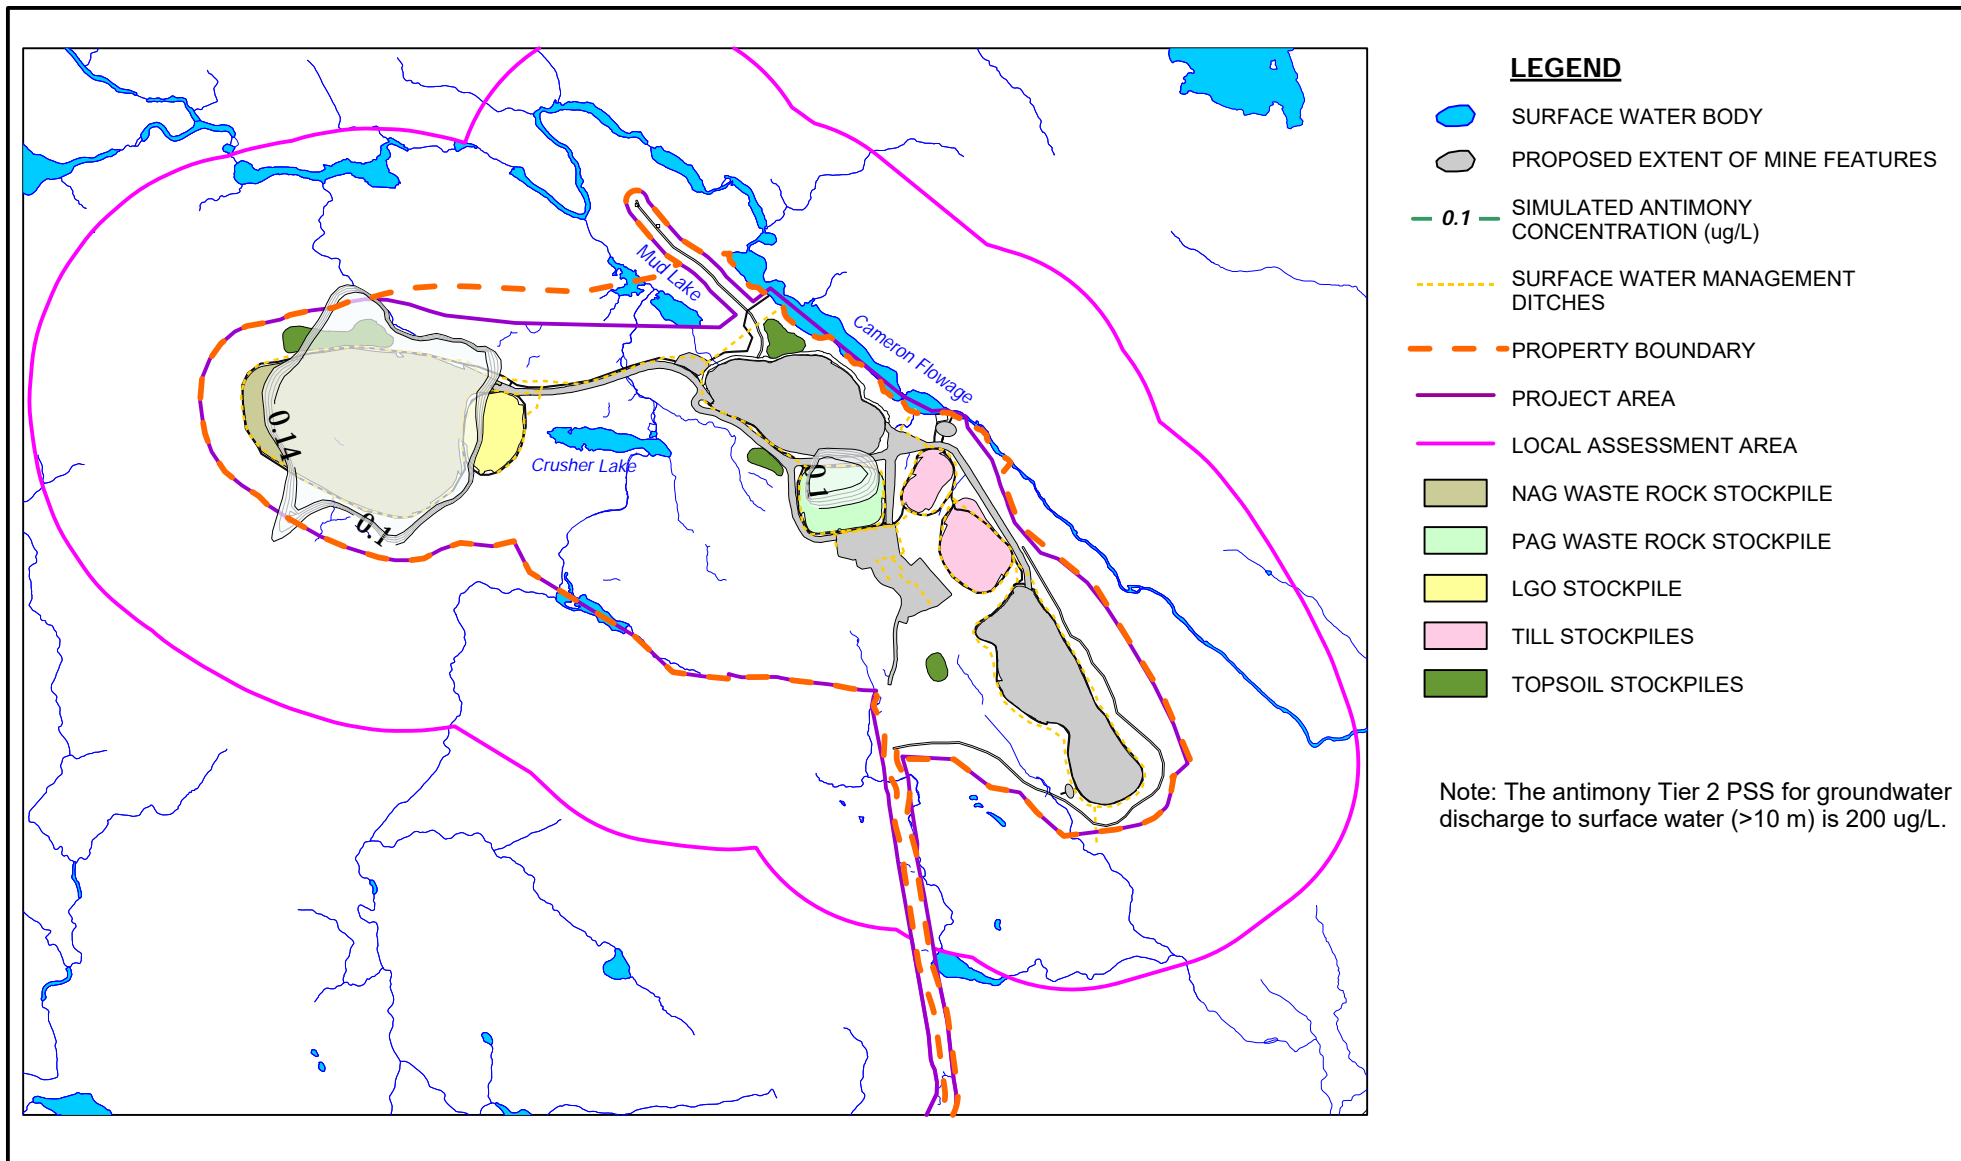 LEGEND
SURFACE WATER BODY
PROPOSED EXTENT OF MINE FEATURES
0.1
SIMULATED ANTIMONY
CONCENTRATION (ug/L)
SURFACE WATER MANAGEMENT
DITCHES
PROPERTY BOUNDARY
PROJECT AREA
LOCAL ASSESSMENT AREA
NAG WASTE ROCK STOCKPILE
PAG WASTE ROCK STOCKPILE
LGO STOCKPILE
TILL STOCKPILES
TOPSOIL STOCKPILES
Note: The antimony Tier 2 PSS for groundwater
discharge to surface water (>10 m) is 200 ug/L.
Mud Lake
Cameron Flowage
Crusher Lake
0.14
0.1
0.1